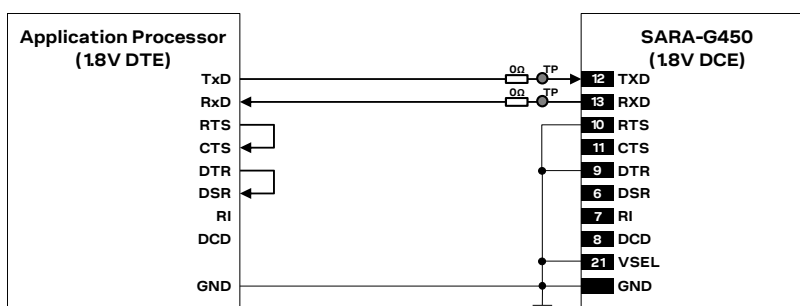 Application Processor
(1.8V DTE)
SARA-G450
(1.8V DCE)
TxD 0Ω TP 12 TXD
RxD 0Ω TP 13 RXD
RTS 10 RTS
CTS 11 CTS
DTR 9 DTR
DSR 6 DSR
RI 7 RI
DCD 8 DCD
21 VSEL
GND GND